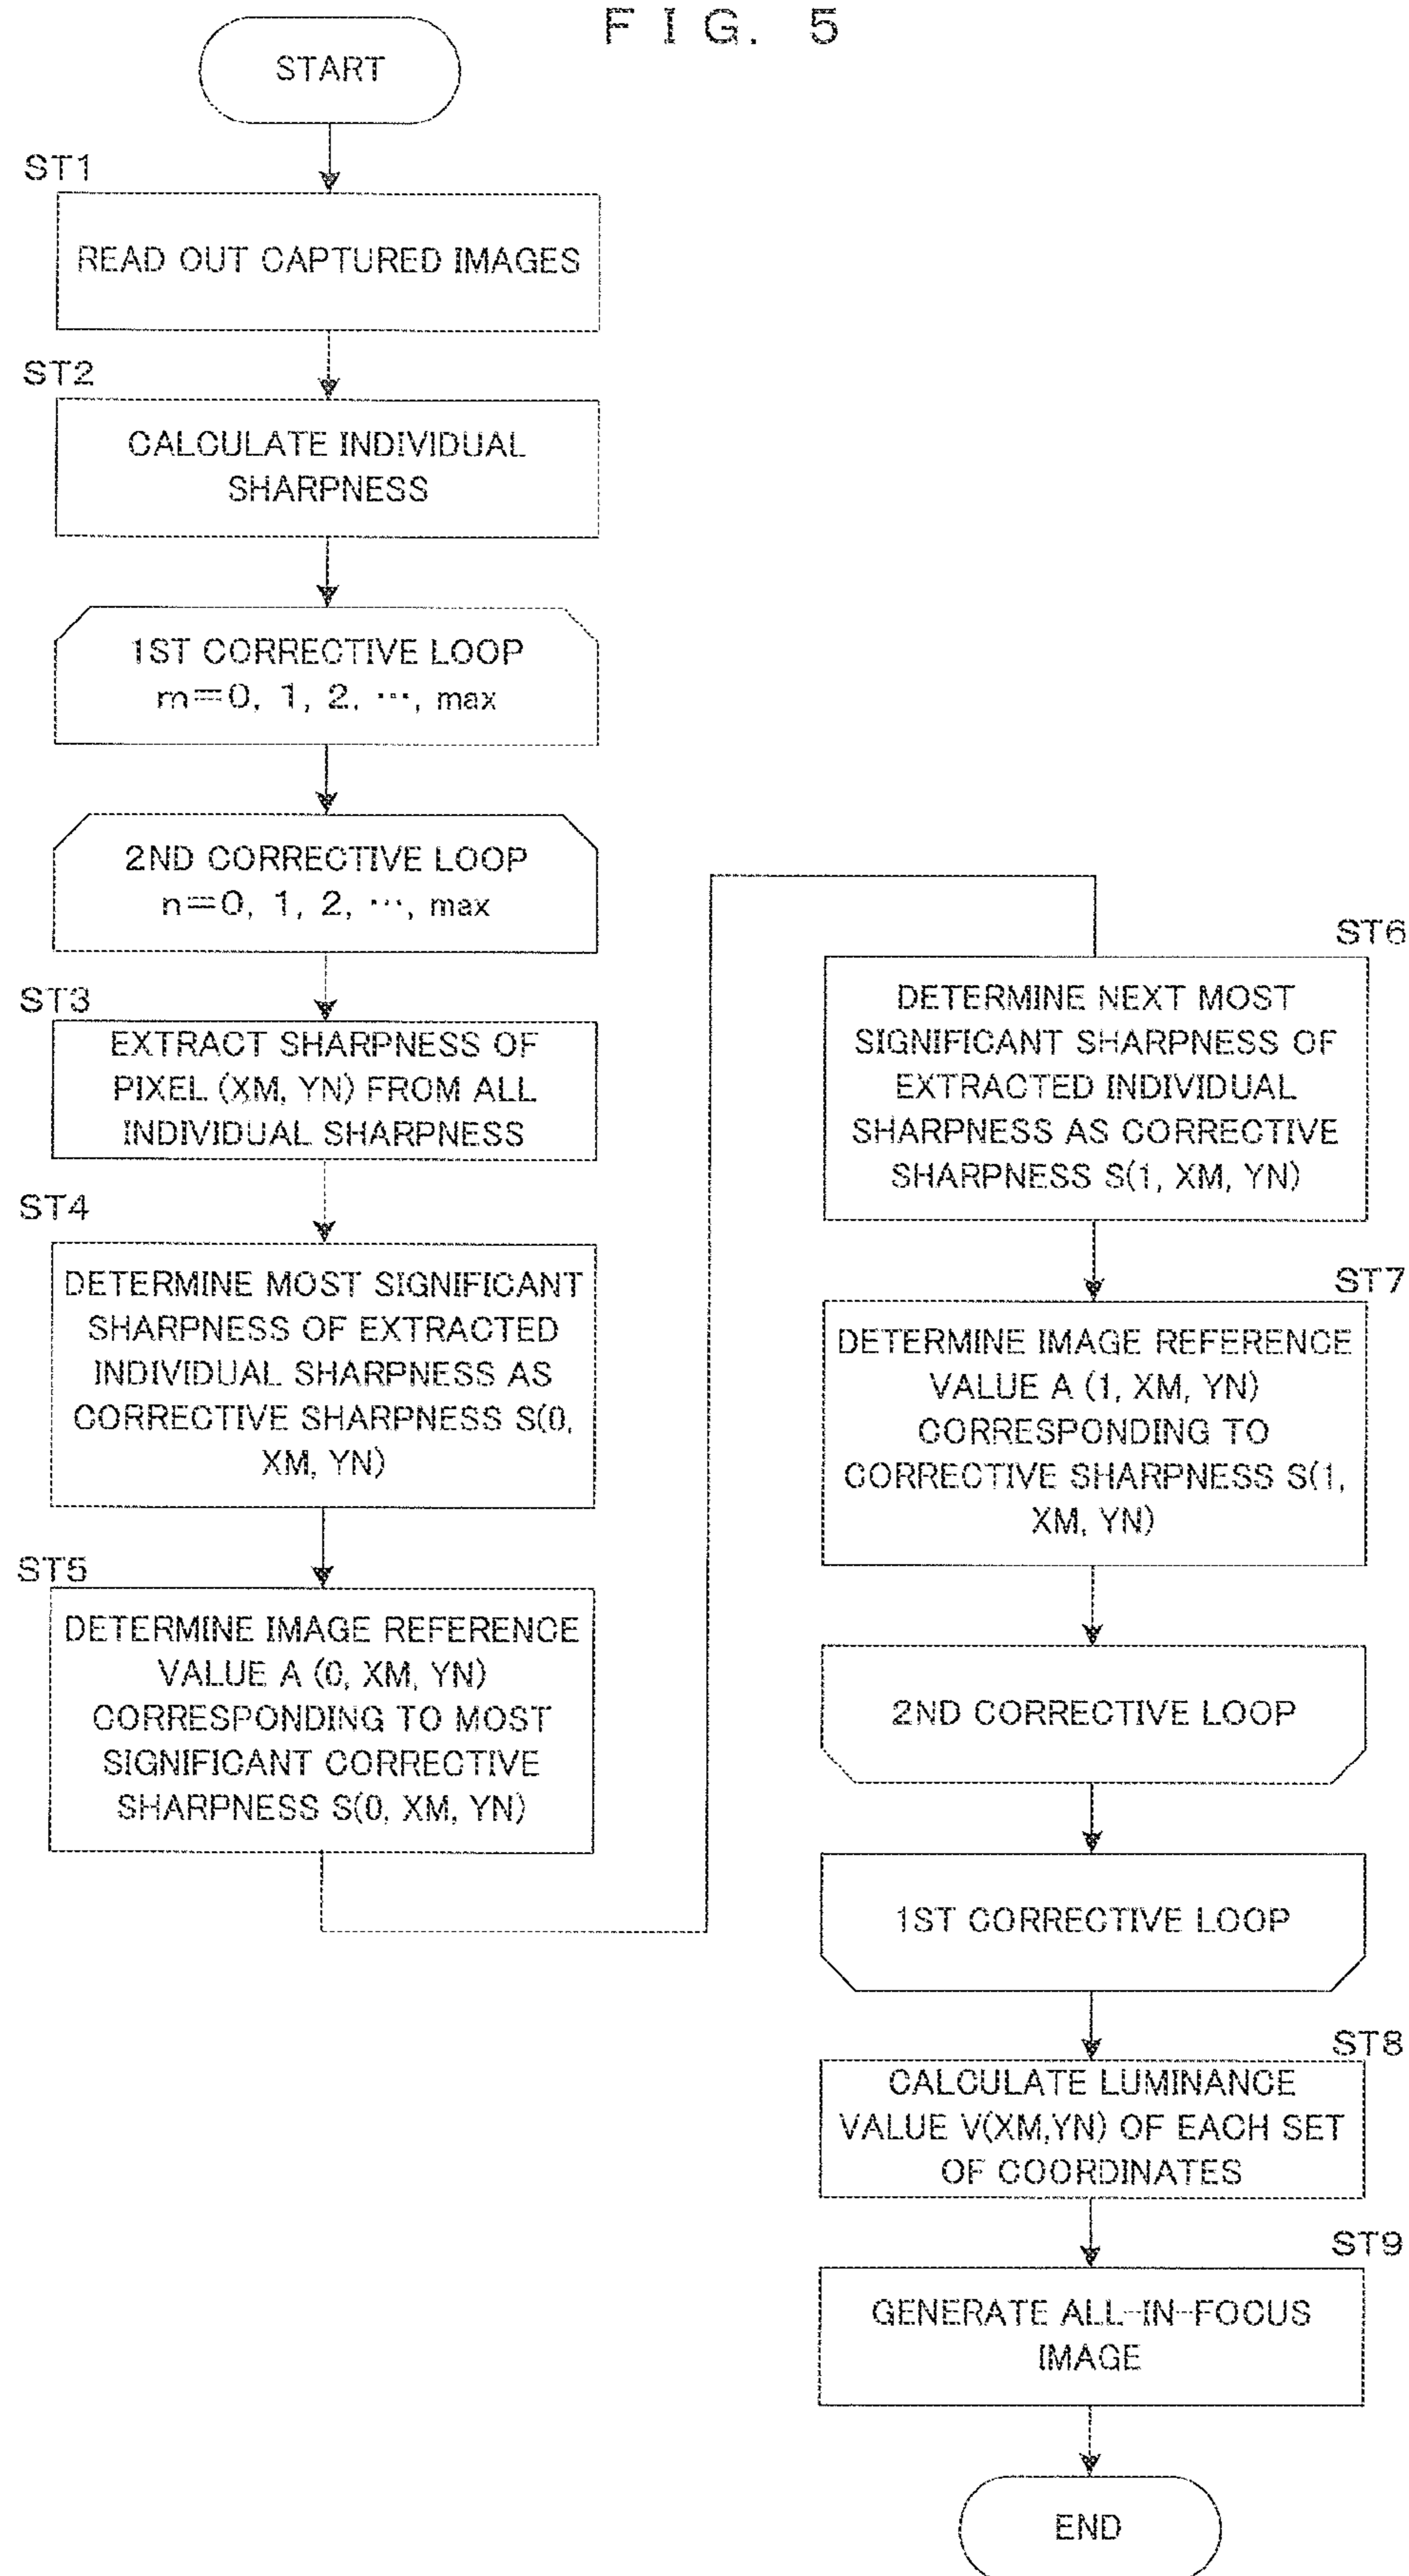 F I G. 5
START
ST1
READ OUT CAPTURED IMAGES
ST2
CALCULATE INDIVIDUAL
SHARPNESS
1ST CORRECTIVE LOOP
m=0, 1, 2, ···, max
2ND CORRECTIVE LOOP
n=0, 1, 2, ···, max
ST3
EXTRACT SHARPNESS OF
PIXEL (XM, YN) FROM ALL
INDIVIDUAL SHARPNESS
ST4
DETERMINE MOST SIGNIFICANT
SHARPNESS OF EXTRACTED
INDIVIDUAL SHARPNESS AS
CORRECTIVE SHARPNESS S(0,
XM, YN)
ST5
DETERMINE IMAGE REFERENCE
VALUE A (0, XM, YN)
CORRESPONDING TO MOST
SIGNIFICANT CORRECTIVE
SHARPNESS S(0, XM, YN)
ST6
DETERMINE NEXT MOST
SIGNIFICANT SHARPNESS OF
EXTRACTED INDIVIDUAL
SHARPNESS AS CORRECTIVE
SHARPNESS S(1, XM, YN)
ST7
DETERMINE IMAGE REFERENCE
VALUE A (1, XM, YN)
CORRESPONDING TO
CORRECTIVE SHARPNESS S(1,
XM, YN)
2ND CORRECTIVE LOOP
1ST CORRECTIVE LOOP
ST8
CALCULATE LUMINANCE
VALUE V(XM,YN) OF EACH SET
OF COORDINATES
ST9
GENERATE ALL-IN-FOCUS
IMAGE
END